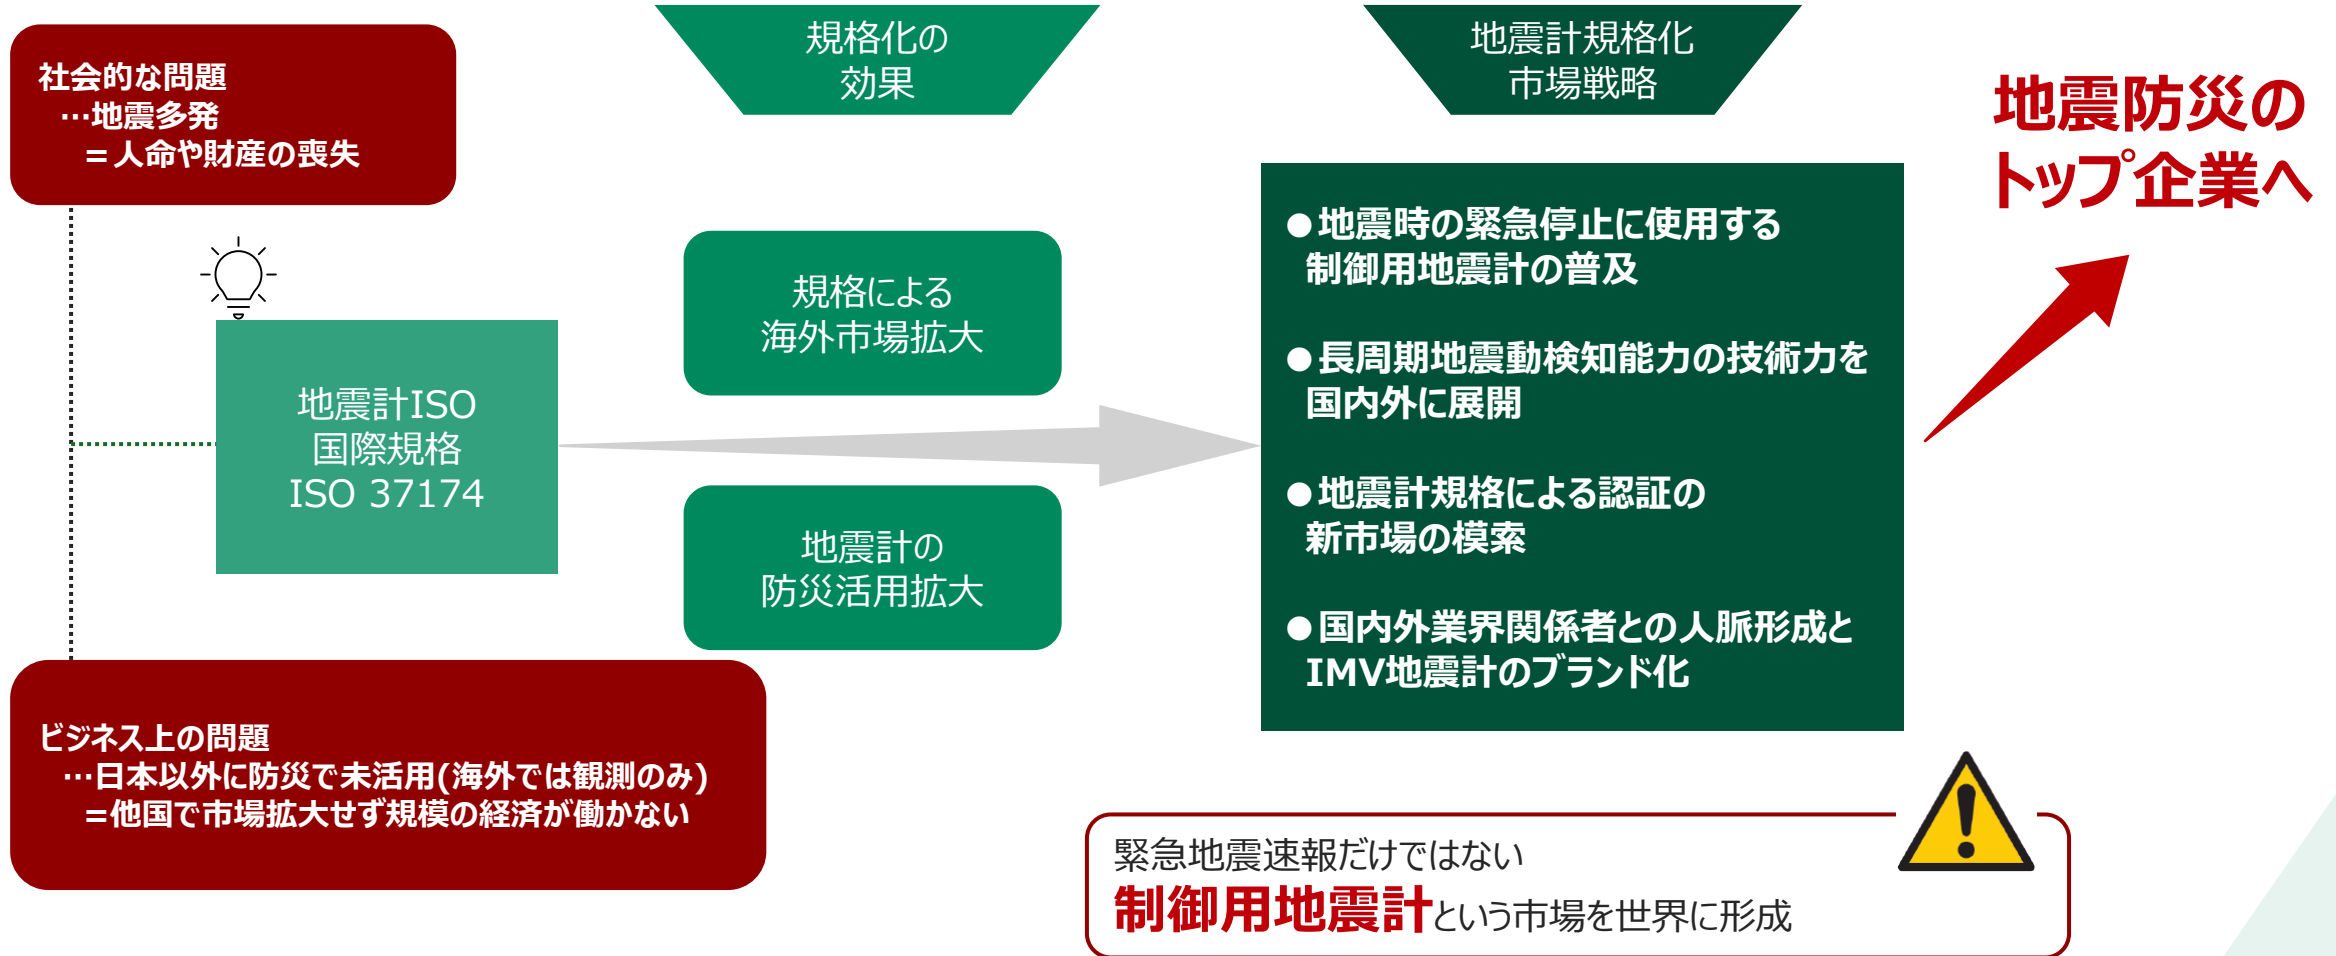 社会的な問題
…地震多発
=人命や財産の喪失
規格化の
効果
地震計規格化
市場戦略
地震防災の
トップ企業へ
地震計ISO
国際規格
ISO 37174
規格による
海外市場拡大
地震計の
防災活用拡大
●地震時の緊急停止に使用する
制御用地震計の普及
●長周期地震動検知能力の技術力を
国内外に展開
●地震計規格による認証の
新市場の模索
●国内外業界関係者との人脈形成と
IMV地震計のブランド化
ビジネス上の問題
…日本以外に防災で未活用(海外では観測のみ)
=他国で市場拡大せず規模の経済が働かない
緊急地震速報だけではない
制御用地震計という市場を世界に形成